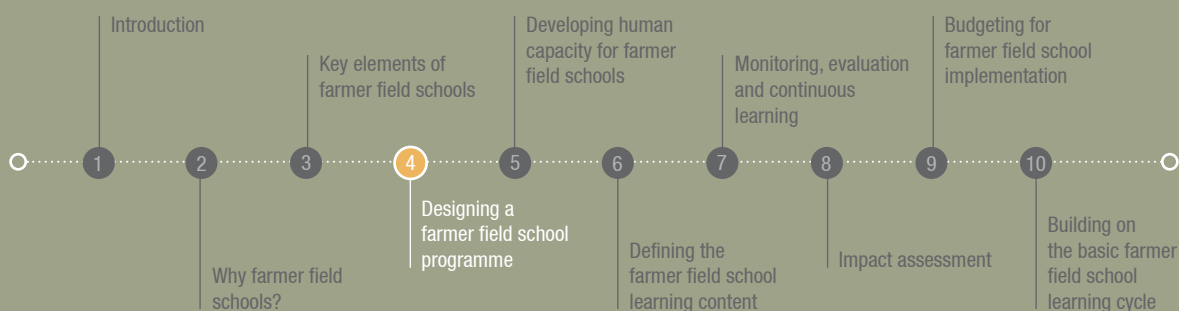 1
Introduction
2
Why farmer field
schools?
3
Key elements of
farmer field schools
4
Designing a
farmer field school
programme
5
Developing human
capacity for farmer
field schools
6
Defining the
farmer field school
learning content
7
Monitoring, evaluation
and continuous
learning
8
Impact assessment
9
Budgeting for
farmer field school
implementation
10
Building on
the basic farmer
field school
learning cycle